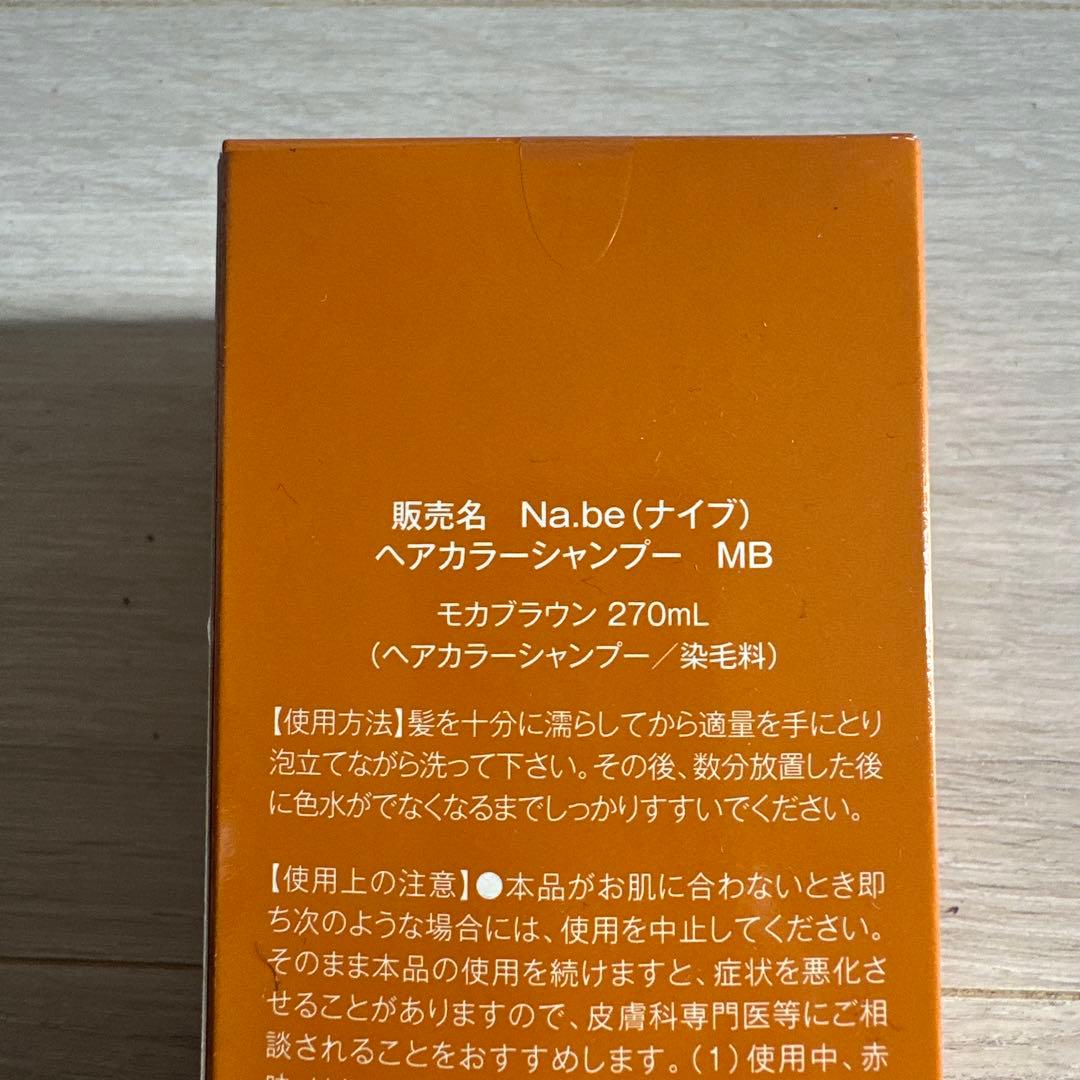 販売名　Na.be（ナイブ）
ヘアカラーシャンプー　MB
モカブラウン 270mL
（ヘアカラーシャンプー／染毛料）
【使用方法】髪を十分に濡らしてから適量を手にとり
泡立てながら洗って下さい。その後、数分放置した後
に色水がでなくなるまでしっかりすすいでください。
【使用上の注意】●本品がお肌に合わないとき即
ち次のような場合には、使用を中止してください。
そのまま本品の使用を続けますと、症状を悪化さ
せることがありますので、皮膚科専門医等にご相
談されることをおすすめします。（1）使用中、赤